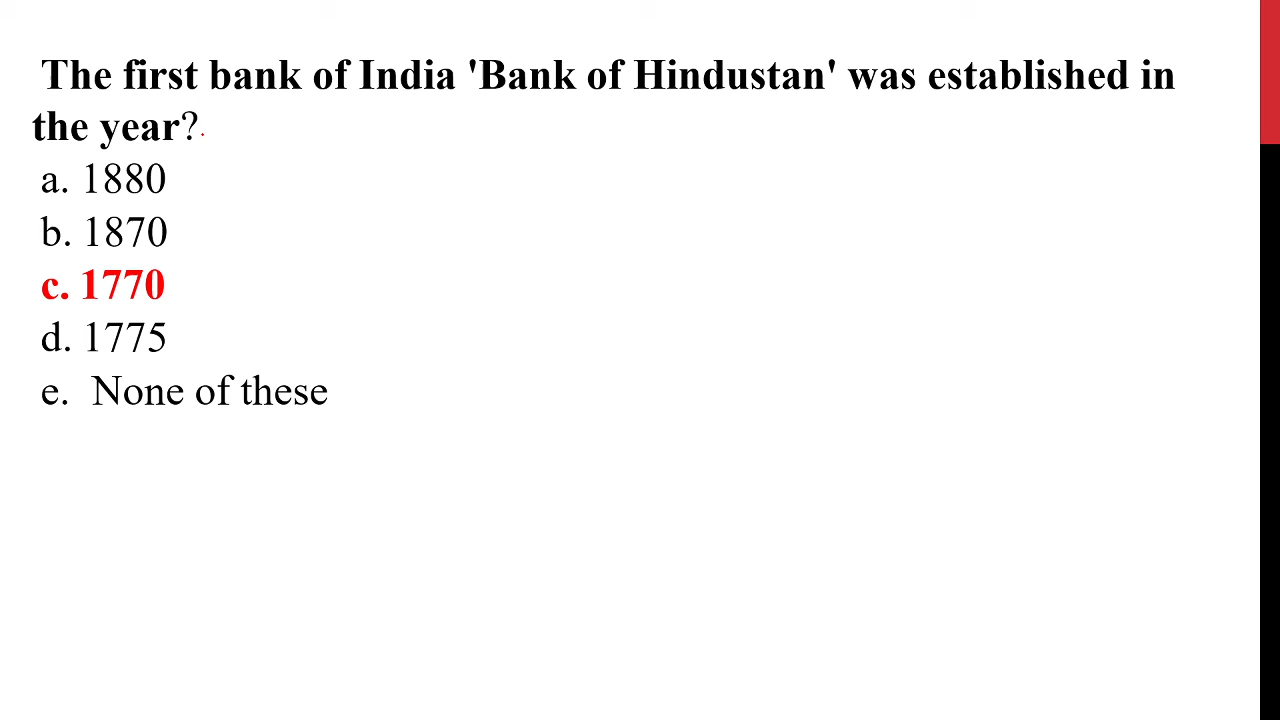 The first bank of India 'Bank of Hindustan' was established in
the year?
a. 1880
b. 1870
c. 1770
d. 1775
e. None of these